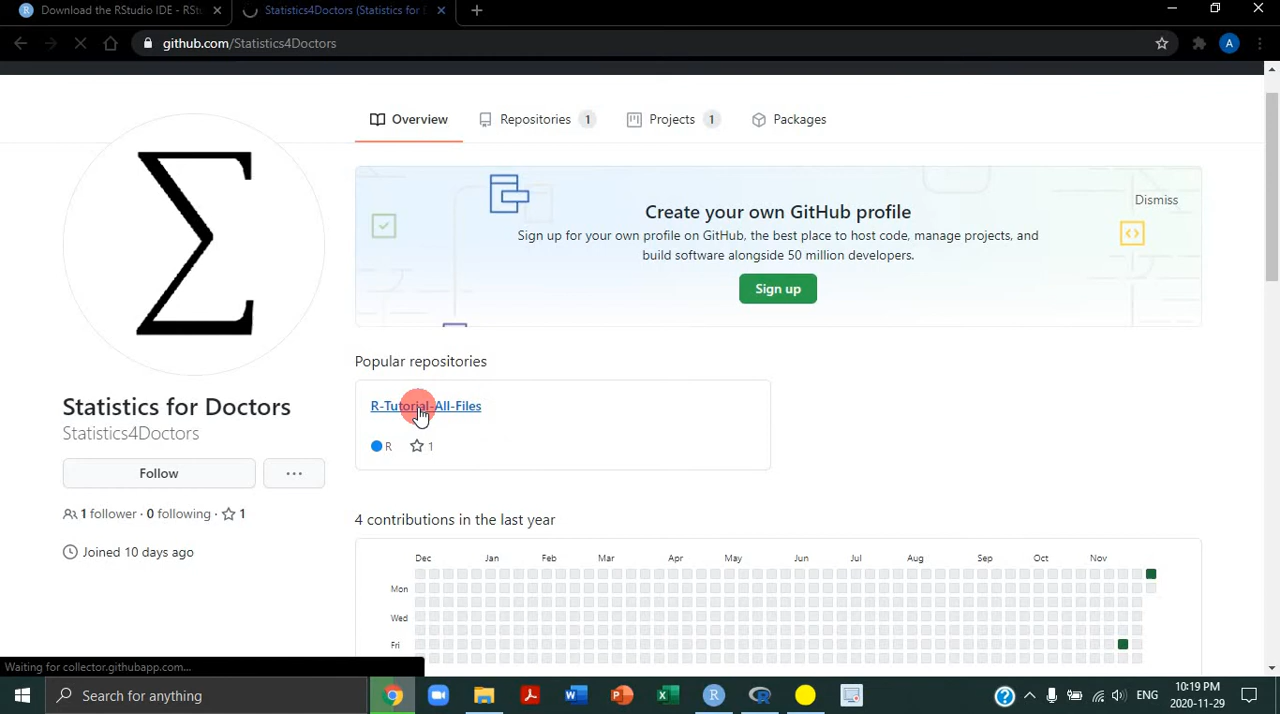 Download the RStudio IDE - RStu
Statistics4Doctors (Statistics for D
github.com/Statistics4Doctors
A
Overview
Repositories 1
Projects 1
Packages
Create your own GitHub profile
Dismiss
Sign up for your own profile on GitHub, the best place to host code, manage projects, and
build software alongside 50 million developers.
Sign up
Popular repositories
R-Tutorial-All-Files
R 1
Σ
Statistics for Doctors
Statistics4Doctors
Follow
...
1 follower · 0 following · 1
Joined 10 days ago
4 contributions in the last year
Dec Jan Feb Mar Apr May Jun Jul Aug Sep Oct Nov
Mon
Wed
Fri
Waiting for collector.githubapp.com...
Search for anything
ENG
10:19 PM
2020-11-29